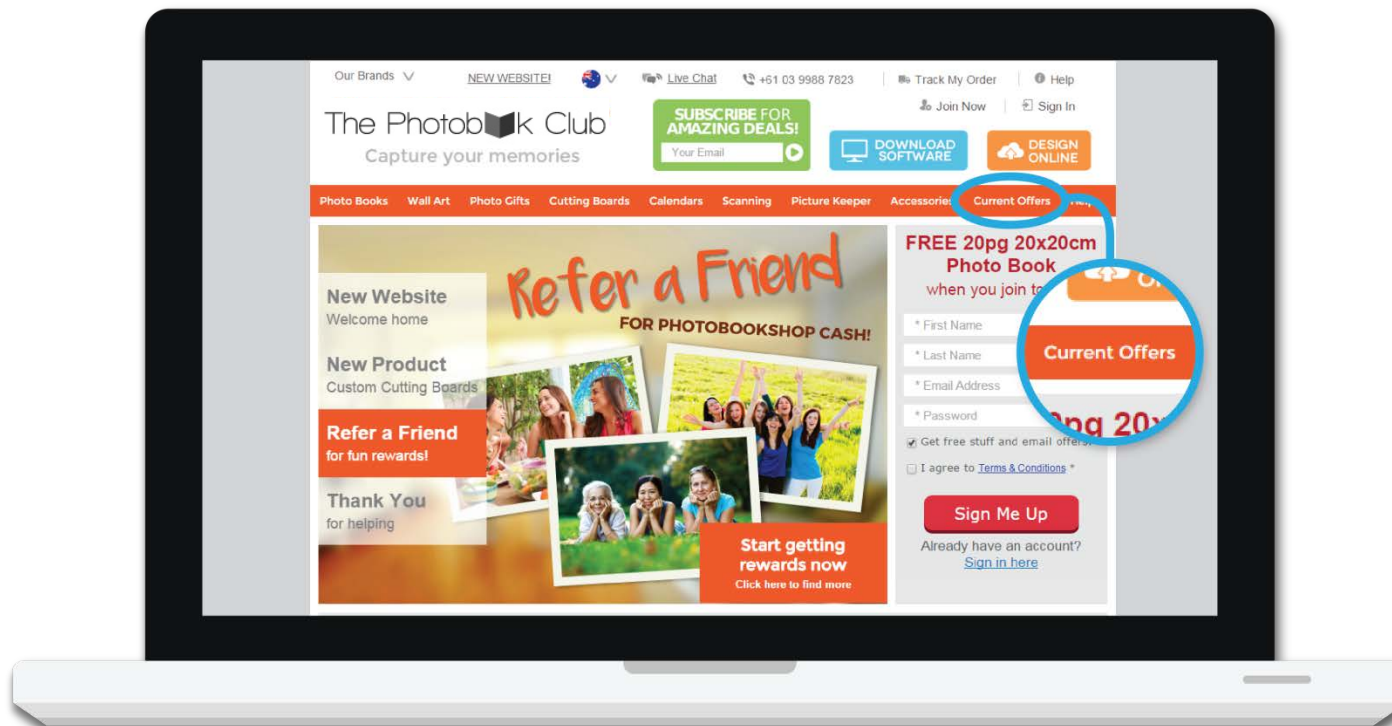 Our Brands
NEW WEBSITE!
Live Chat
+61 03 9988 7823
Track My Order
Help
Join Now
Sign In
The Photobook Club
Capture your memories
SUBSCRIBE FOR
AMAZING DEALS!
Your Email
DOWNLOAD
SOFTWARE
DESIGN
ONLINE
Photo Books Wall Art Photo Gifts Cutting Boards Calendars Scanning Picture Keeper Accessories Current Offers Help
New Website
Welcome home
New Product
Custom Cutting Boards
Refer a Friend
for fun rewards!
Thank You
for helping
Refer a Friend
FOR PHOTOBOOKSHOP CASH!
Start getting
rewards now
Click here to find more
FREE 20pg 20x20cm
Photo Book
when you join
* First Name
* Last Name
* Email Address
* Password
Get free stuff and email offers
I agree to Terms & Conditions *
Sign Me Up
Already have an account?
Sign in here
Current Offers